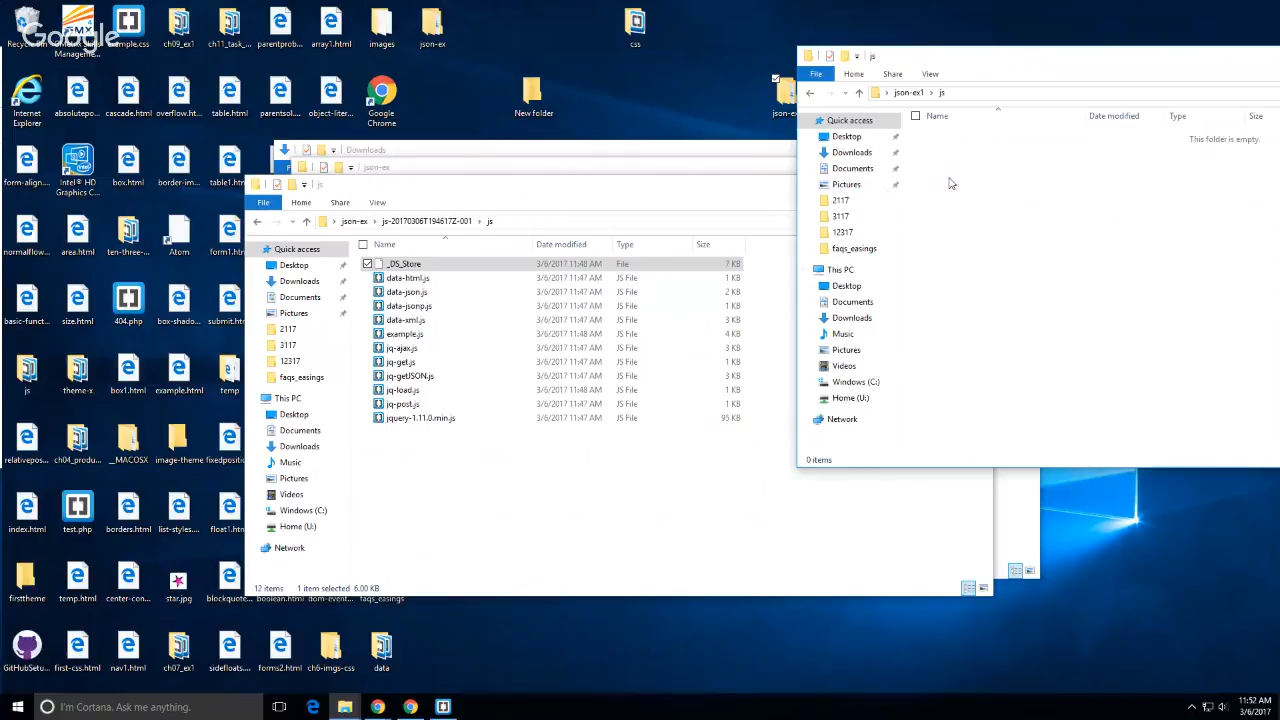 Google
Recycle
GMetrix Skills
Management...
example.css
ch09_ex1
ch11_task_...
parentprob...
array1.html
images
json-ex
css
Internet
Explorer
absolutepo...
cascade.html
overflow.ht...
table.html
parentsol...
object-liter...
Google
Chrome
New folder
json-ex
form-align...
Intel® HD
Graphics C...
box.html
border-im...
table1.html
normalflow...
area.html
ten-three-...
Atom
form1.html
basic-funct...
size.html
404.php
box-shado...
submit.html
js
theme-x
box1.html
example.html
temp
relativepos...
ch04_produ...
__MACOSX
image-theme
fixedpositio...
index.html
test.php
borders.html
list-styles....
float1.html
firsttheme
temp.html
center-con...
star.jpg
blockquote...
boolean.html
dom-event...
faqs_easings
GitHubSetu...
first-css.html
nav1.html
ch07_ex1
sidefloats....
forms2.html
ch6-imgs-css
data
Downloads
json-ex
js
File
Home
Share
View
json-ex
js-20170306T194617Z-001
js
Quick access
Desktop
Downloads
Documents
Pictures
2117
3117
12317
faqs_easings
This PC
Desktop
Documents
Downloads
Music
Pictures
Videos
Windows (C:)
Home (U:)
Network
Name Date modified Type Size
_DS_Store 3/6/2017 11:48 AM File 7 KB
data-html.js 3/6/2017 11:48 AM JS File 1 KB
data-json.js 3/6/2017 11:47 AM JS File 2 KB
data-jsonp.js 3/6/2017 11:47 AM JS File 1 KB
data-xml.js 3/6/2017 11:48 AM JS File 3 KB
example.js 3/6/2017 11:48 AM JS File 4 KB
jq-ajax.js 3/6/2017 11:47 AM JS File 1 KB
jq-get.js 3/6/2017 11:47 AM JS File 1 KB
jq-getJSON.js 3/6/2017 11:47 AM JS File 1 KB
jq-load.js 3/6/2017 11:48 AM JS File 1 KB
jq-post.js 3/6/2017 11:47 AM JS File 1 KB
jquery-1.11.0.min.js 3/6/2017 11:47 AM JS File 95 KB
12 items 1 item selected 6.00 KB
js
File
Home
Share
View
json-ex1
js
Quick access
Desktop
Downloads
Documents
Pictures
2117
3117
12317
faqs_easings
This PC
Desktop
Documents
Downloads
Music
Pictures
Videos
Windows (C:)
Home (U:)
Network
Name Date modified Type Size
This folder is empty.
0 items
I'm Cortana. Ask me anything.
11:52 AM
3/6/2017